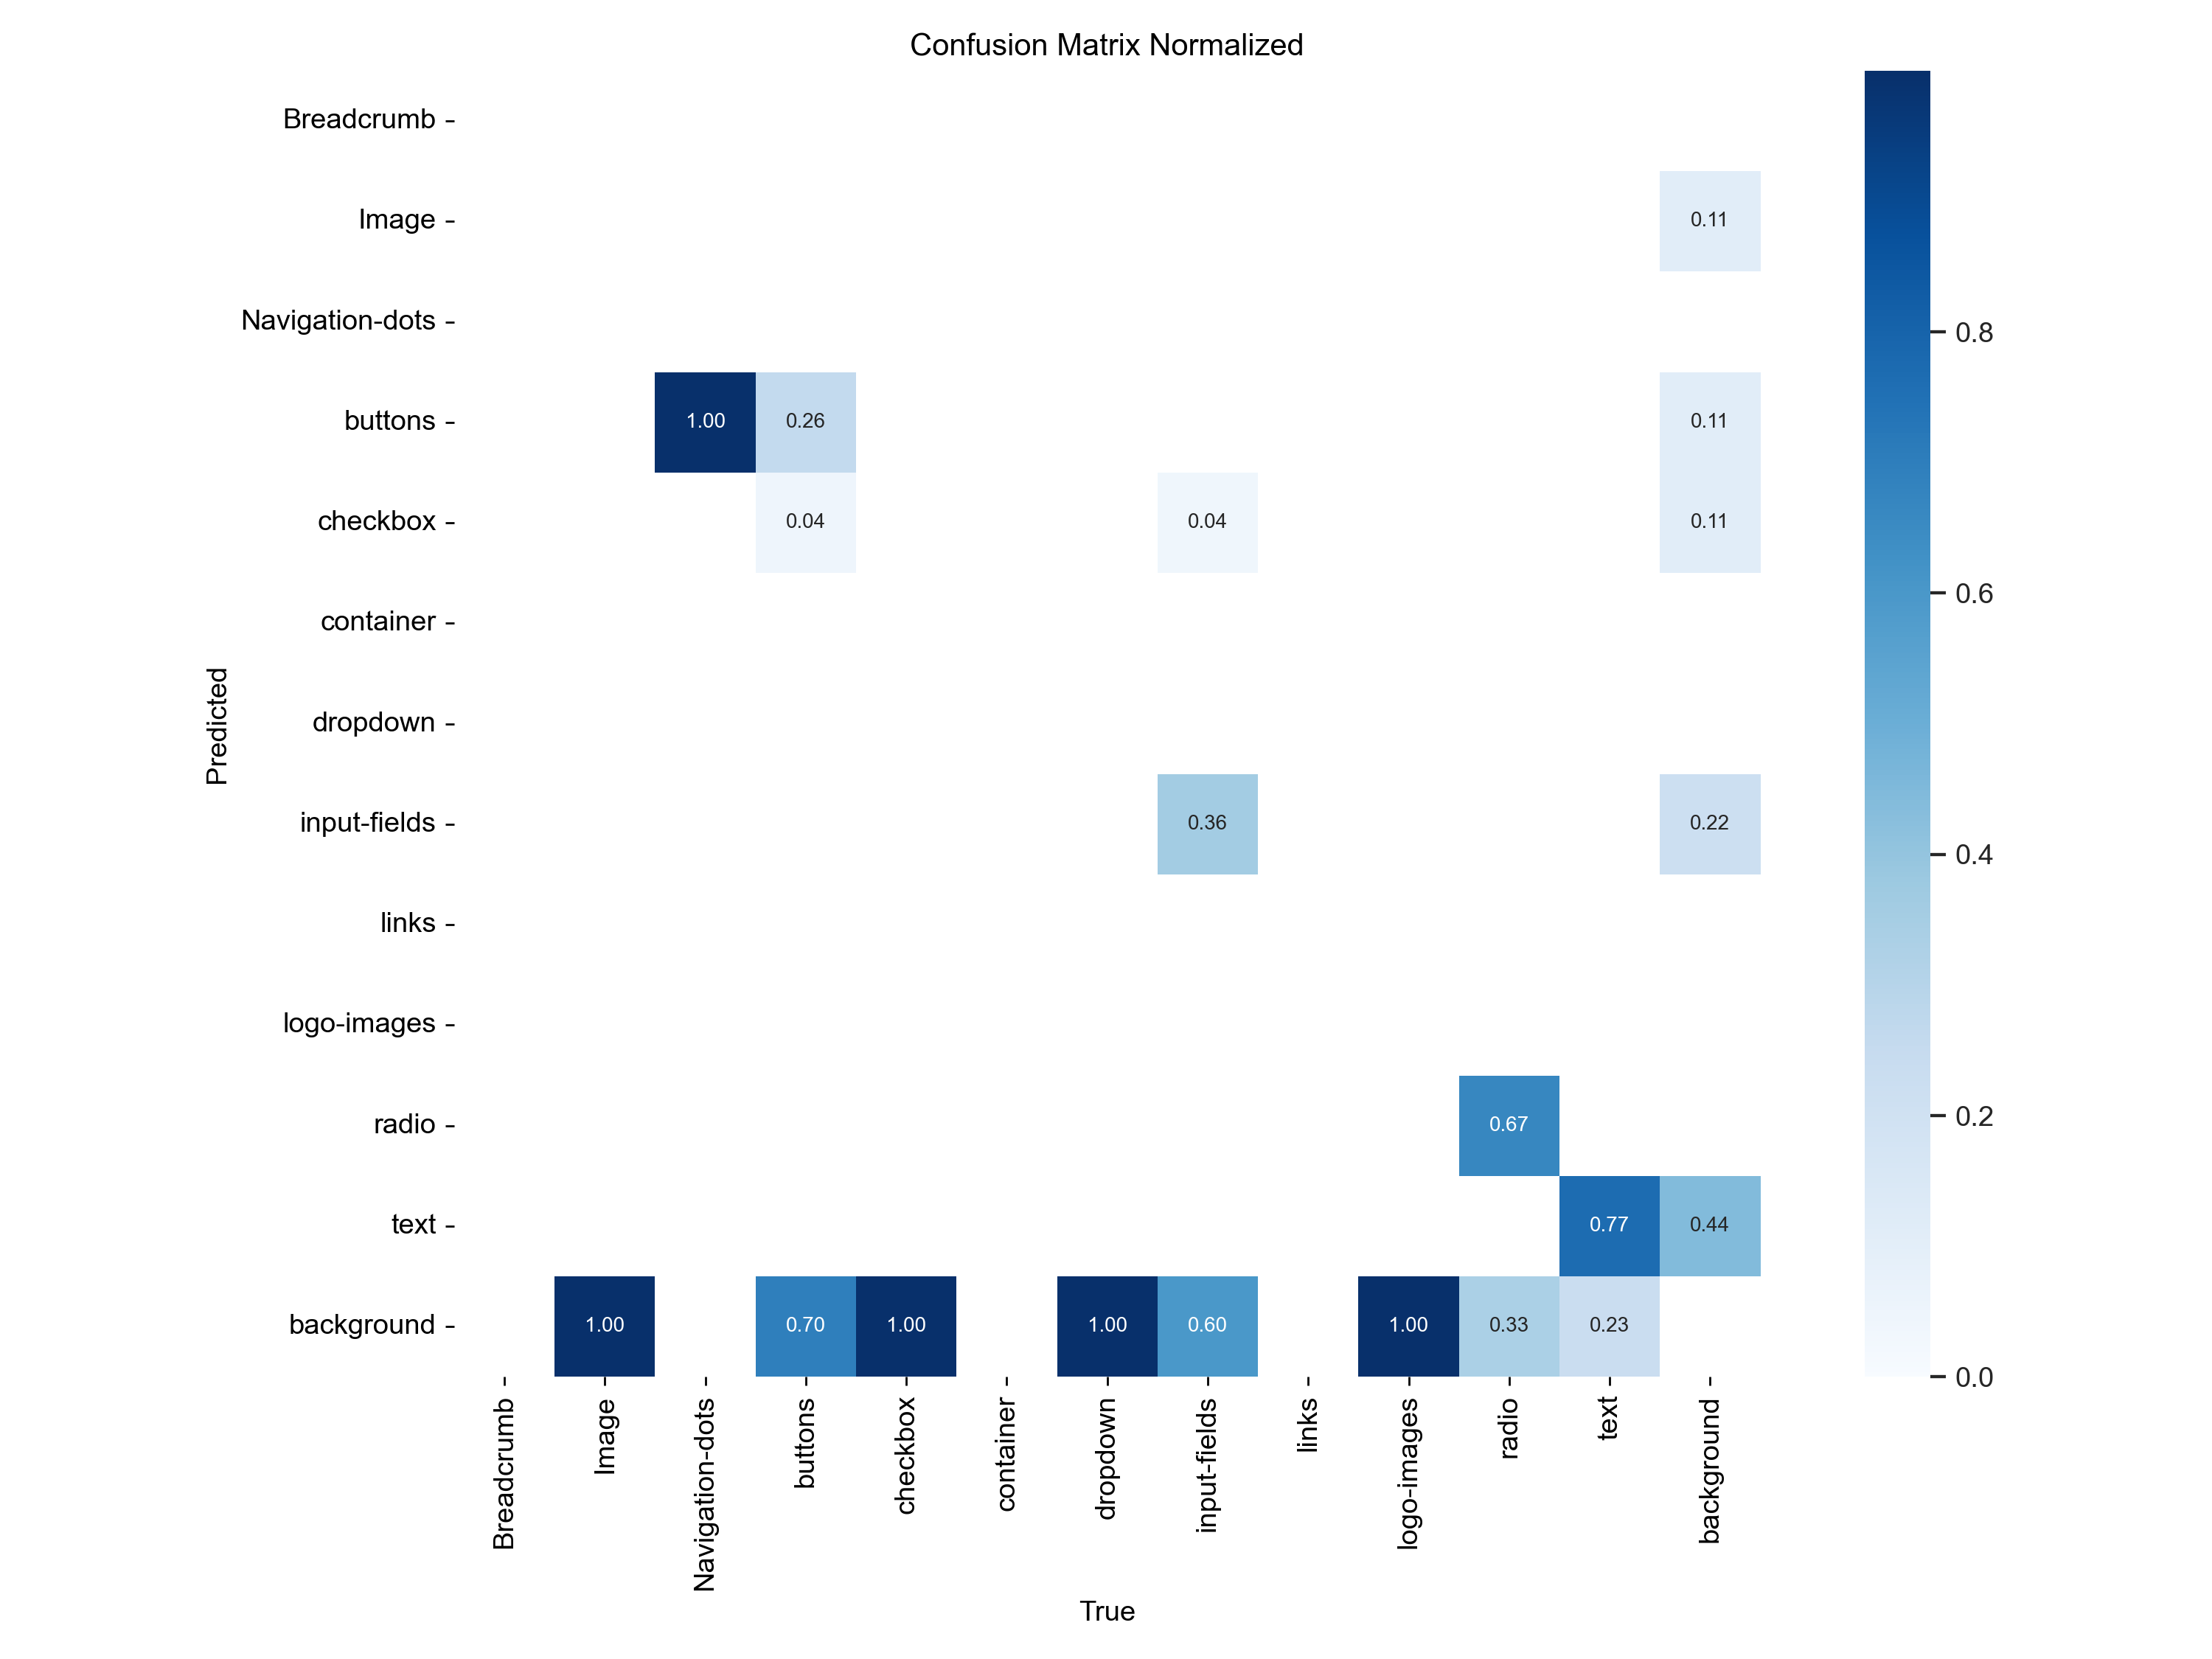 Confusion Matrix Normalized
Breadcrumb
Image
0.11
Navigation-dots
0.8
buttons
1.00 0.26 0.11
checkbox
0.04 0.04 0.11
0.6
container
Predicted
dropdown
input-fields
0.36 0.22
0.4
links
logo-images
radio
0.67
0.2
text
0.77 0.44
background
1.00 0.70 1.00 1.00 0.60 1.00 0.33 0.23
0.0
Breadcrumb
Image
Navigation-dots
buttons
checkbox
container
dropdown
input-fields
links
logo-images
radio
text
background
True